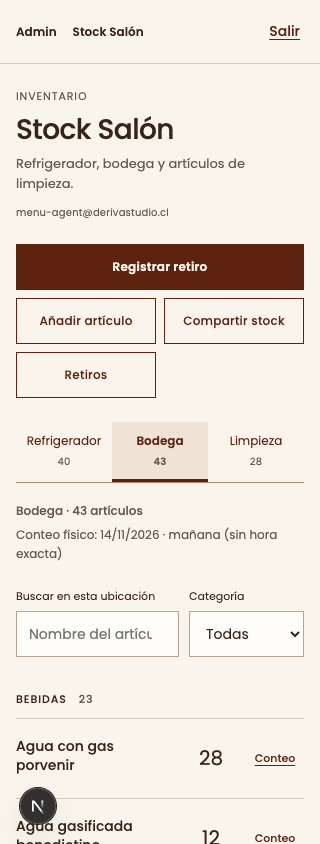 Admin Stock Salón Salir
INVENTARIO
Stock Salón
Refrigerador, bodega y artículos de
limpieza.
menu-agent@derivastudio.cl
Registrar retiro
Añadir artículo Compartir stock
Retiros
Refrigerador Bodega Limpieza
40 43 28
Bodega · 43 artículos
Conteo físico: 14/11/2026 · mañana (sin hora
exacta)
Buscar en esta ubicación Categoría
Nombre del artícu Todas
BEBIDAS 23
Agua con gas
porvenir
28 Conteo
N
Agua gasificada
benedictino
12 Conteo